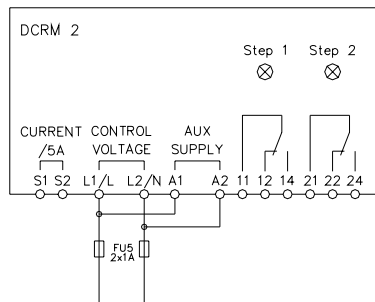 DCRM 2
Step 1 Step 2
CURRENT CONTROL AUX
/5A VOLTAGE SUPPLY
S1 S2 L1/L L2/N A1 A2 11 12 14 21 22 24
FU5
2x1A